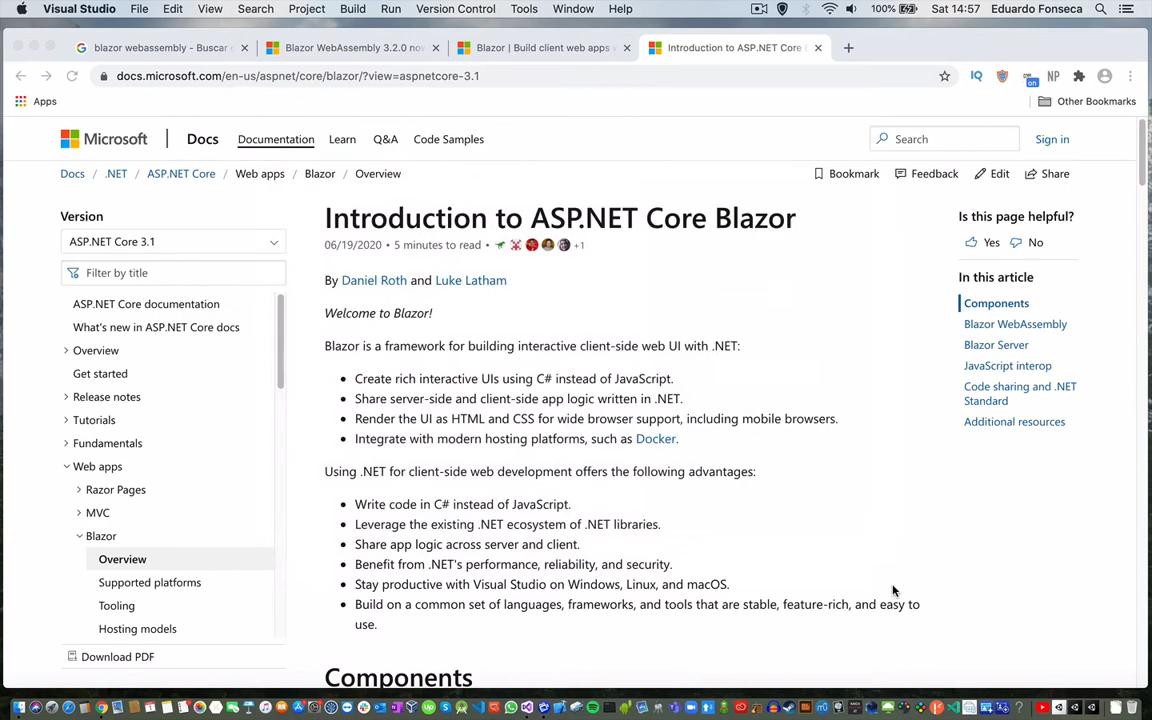 Visual Studio File Edit View Search Project Build Run Version Control Tools Window Help 100% Sat 14:57 Eduardo Fonseca
blazor webassembly - Buscar Blazor WebAssembly 3.2.0 now Blazor | Build client web apps Introduction to ASP.NET Core
docs.microsoft.com/en-us/aspnet/core/blazor/?view=aspnetcore-3.1 IQ on NP
Apps Other Bookmarks
Microsoft Docs Documentation Learn Q&A Code Samples Search Sign in
Docs / .NET / ASP.NET Core / Web apps / Blazor / Overview Bookmark Feedback Edit Share
Version
ASP.NET Core 3.1
Filter by title
ASP.NET Core documentation
What's new in ASP.NET Core docs
Overview
Get started
Release notes
Tutorials
Fundamentals
Web apps
Razor Pages
MVC
Blazor
Overview
Supported platforms
Tooling
Hosting models
Download PDF
Introduction to ASP.NET Core Blazor
06/19/2020 • 5 minutes to read • +1
By Daniel Roth and Luke Latham
Welcome to Blazor!
Blazor is a framework for building interactive client-side web UI with .NET:
• Create rich interactive UIs using C# instead of JavaScript.
• Share server-side and client-side app logic written in .NET.
• Render the UI as HTML and CSS for wide browser support, including mobile browsers.
• Integrate with modern hosting platforms, such as Docker.
Using .NET for client-side web development offers the following advantages:
• Write code in C# instead of JavaScript.
• Leverage the existing .NET ecosystem of .NET libraries.
• Share app logic across server and client.
• Benefit from .NET's performance, reliability, and security.
• Stay productive with Visual Studio on Windows, Linux, and macOS.
• Build on a common set of languages, frameworks, and tools that are stable, feature-rich, and easy to
use.
Components
Is this page helpful?
Yes No
In this article
Components
Blazor WebAssembly
Blazor Server
JavaScript interop
Code sharing and .NET
Standard
Additional resources